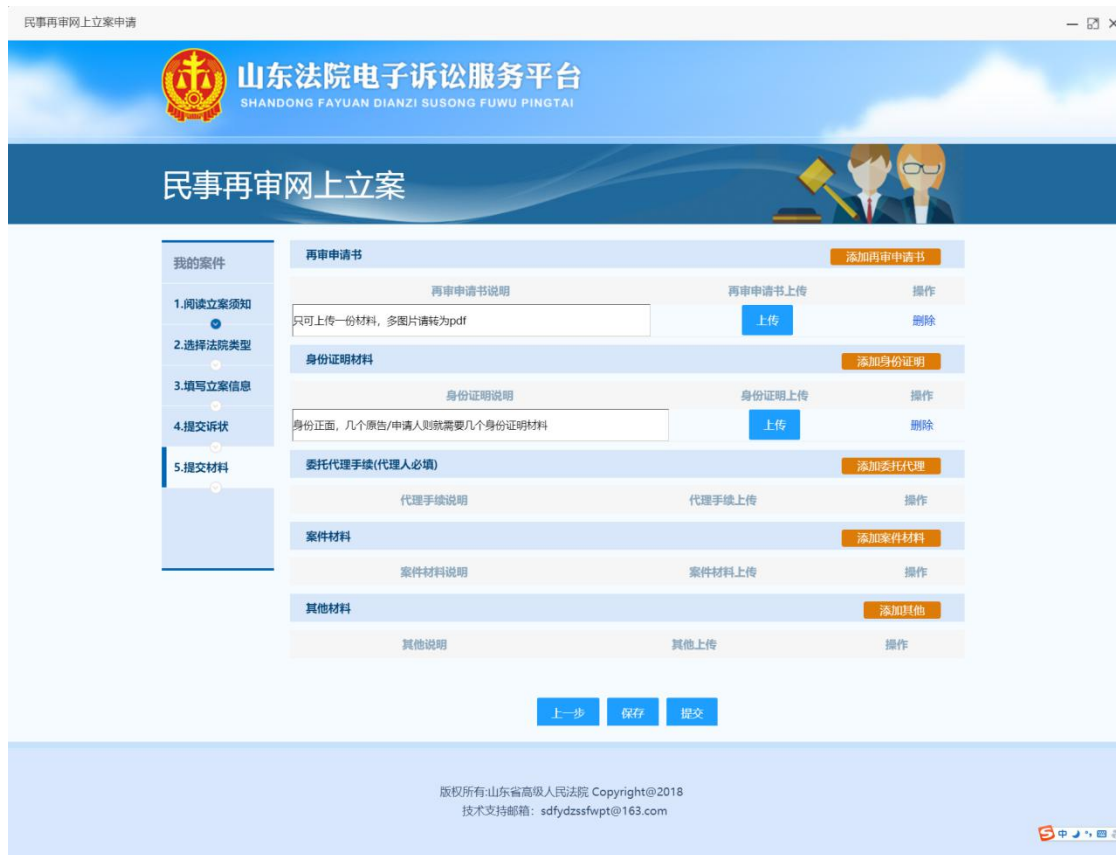 民事再审网上立案申请
山东法院电子诉讼服务平台
SHANDONG FAYUAN DIANZI SUSONG FUWU PINGTAI
民事再审网上立案
我的案件
1.阅读立案须知
2.选择法院类型
3.填写立案信息
4.提交诉状
5.提交材料
再审申请书 添加再审申请书
再审申请书说明 再审申请书上传 操作
只可上传一份材料，多图片请转为pdf 上传 删除
身份证明材料 添加身份证明
身份证明说明 身份证明上传 操作
身份正面，几个原告/申请人则就需要几个身份证明材料 上传 删除
委托代理手续(代理人必填) 添加委托代理
代理手续说明 代理手续上传 操作
案件材料 添加案件材料
案件材料说明 案件材料上传 操作
其他材料 添加其他
其他说明 其他上传 操作
上一步 保存 提交
版权所有:山东省高级人民法院 Copyright@2018
技术支持邮箱：sdfydzssfwpt@163.com
中